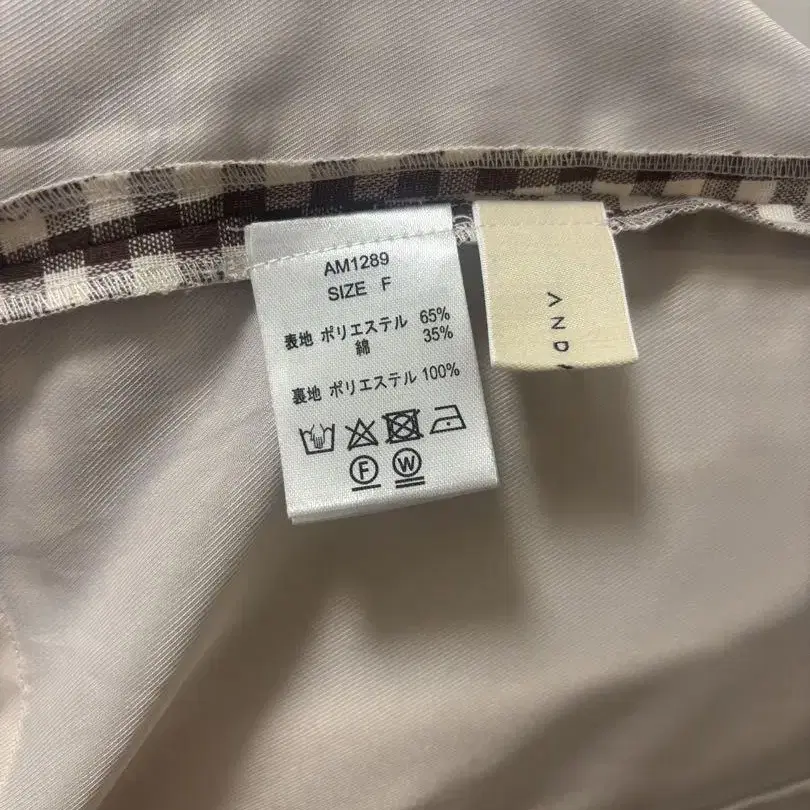 AM1289
SIZE F
表地 ポリエステル 65%
綿 35%
裏地 ポリエステル 100%
F W
AND